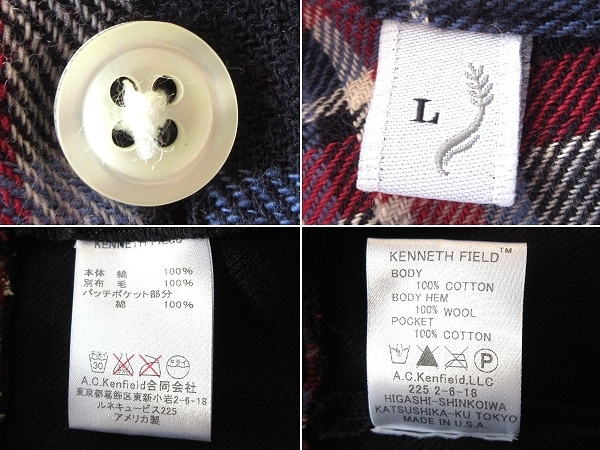 L
KENNETH FIELD
本体 綿 100%
別布 毛 100%
パッチポケット部分
綿 100%
30
A.C.Kenfield合同会社
東京都葛飾区東新小岩2-6-18
ルネキュービス225
アメリカ製
KENNETH FIELD™
BODY
100% COTTON
BODY HEM
100% WOOL
POCKET
100% COTTON
P
A.C.Kenfield,LLC
225 2-6-18
HIGASHI-SHINKOIWA
KATSUSHIKA-KU TOKYO
MADE IN U.S.A.